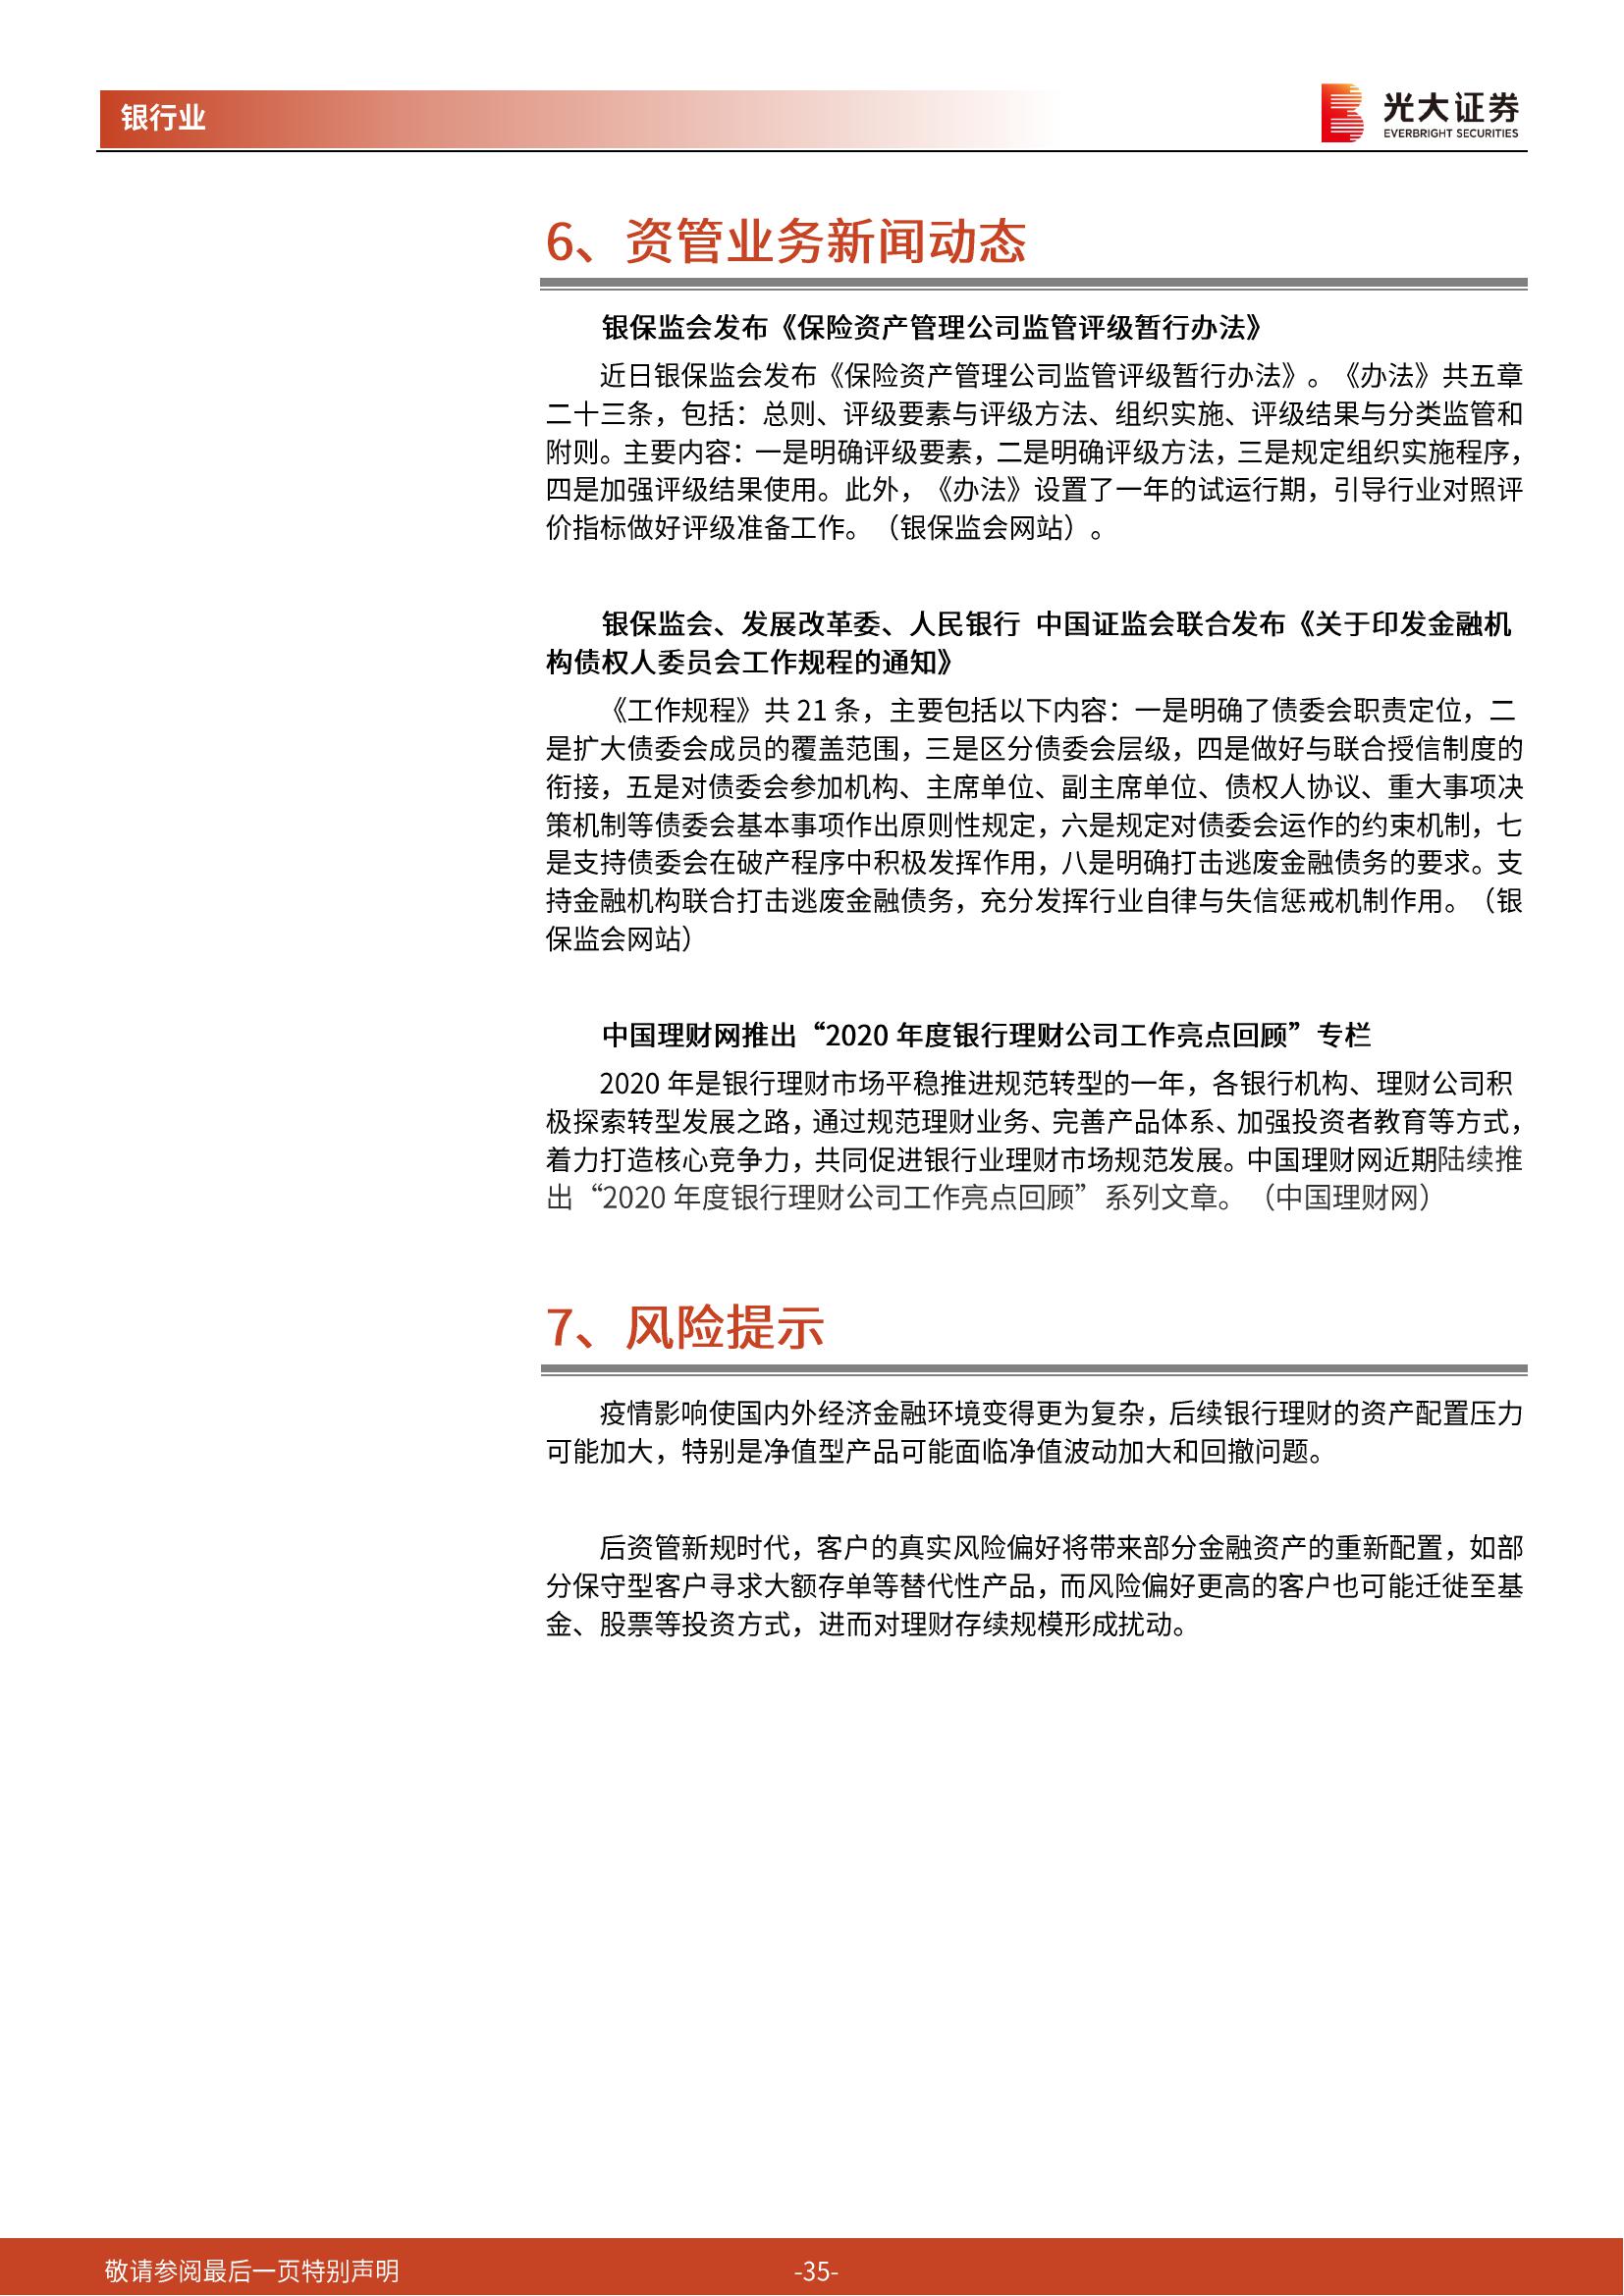 银行业
光大证券
EVERBRIGHT SECURITIES
6、资管业务新闻动态
银保监会发布《保险资产管理公司监管评级暂行办法》
近日银保监会发布《保险资产管理公司监管评级暂行办法》。《办法》共五章
二十三条，包括：总则、评级要素与评级方法、组织实施、评级结果与分类监管和
附则。主要内容：一是明确评级要素，二是明确评级方法，三是规定组织实施程序，
四是加强评级结果使用。此外，《办法》设置了一年的试运行期，引导行业对照评
价指标做好评级准备工作。（银保监会网站）。
银保监会、发展改革委、人民银行 中国证监会联合发布《关于印发金融机
构债权人委员会工作规程的通知》
《工作规程》共 21 条，主要包括以下内容：一是明确了债委会职责定位，二
是扩大债委会成员的覆盖范围，三是区分债委会层级，四是做好与联合授信制度的
衔接，五是对债委会参加机构、主席单位、副主席单位、债权人协议、重大事项决
策机制等债委会基本事项作出原则性规定，六是规定对债委会运作的约束机制，七
是支持债委会在破产程序中积极发挥作用，八是明确打击逃废金融债务的要求。支
持金融机构联合打击逃废金融债务，充分发挥行业自律与失信惩戒机制作用。（银
保监会网站）
中国理财网推出“2020 年度银行理财公司工作亮点回顾”专栏
2020 年是银行理财市场平稳推进规范转型的一年，各银行机构、理财公司积
极探索转型发展之路，通过规范理财业务、完善产品体系、加强投资者教育等方式，
着力打造核心竞争力，共同促进银行业理财市场规范发展。中国理财网近期陆续推
出“2020 年度银行理财公司工作亮点回顾”系列文章。（中国理财网）
7、风险提示
疫情影响使国内外经济金融环境变得更为复杂，后续银行理财的资产配置压力
可能加大，特别是净值型产品可能面临净值波动加大和回撤问题。
后资管新规时代，客户的真实风险偏好将带来部分金融资产的重新配置，如部
分保守型客户寻求大额存单等替代性产品，而风险偏好更高的客户也可能迁徙至基
金、股票等投资方式，进而对理财存续规模形成扰动。
敬请参阅最后一页特别声明
-35-